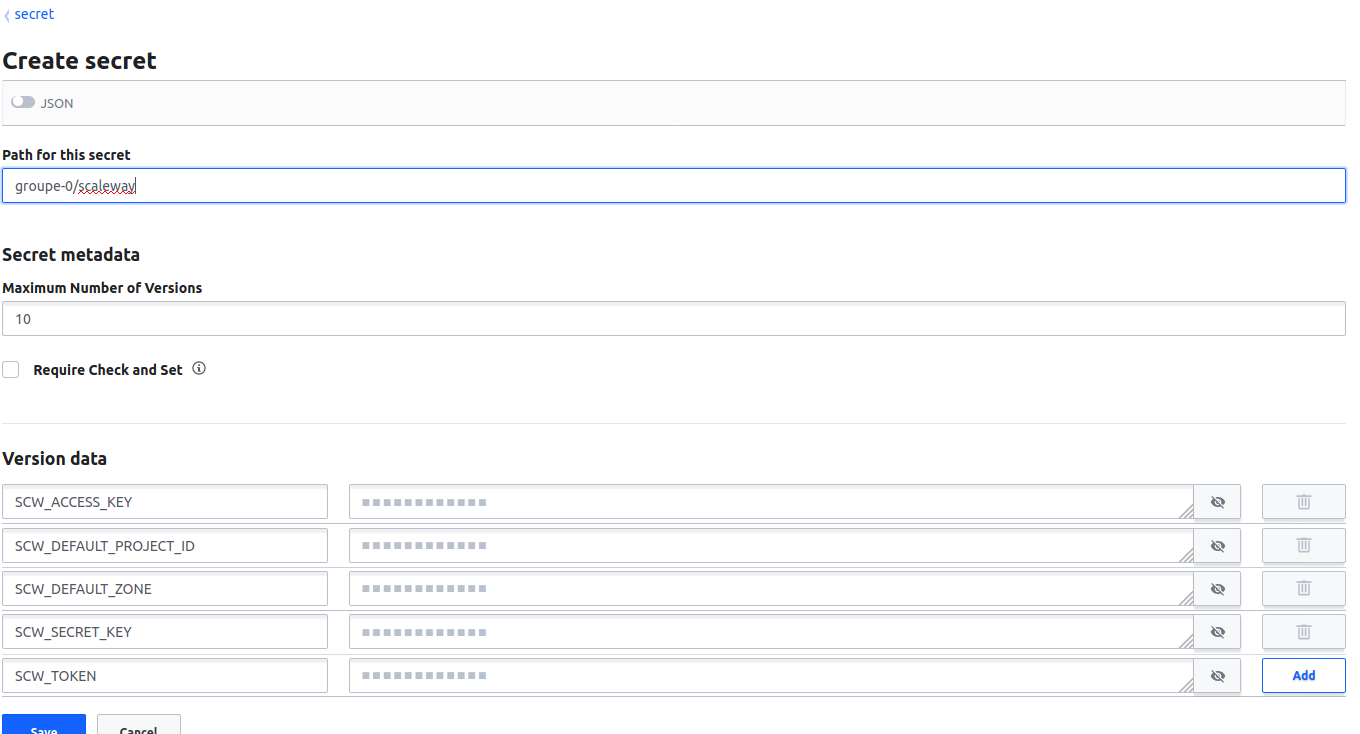 secret
Create secret
JSON
Path for this secret
groupe-0/scaleway
Secret metadata
Maximum Number of Versions
10
Require Check and Set
Version data
SCW_ACCESS_KEY
SCW_DEFAULT_PROJECT_ID
SCW_DEFAULT_ZONE
SCW_SECRET_KEY
SCW_TOKEN Add
Save Cancel